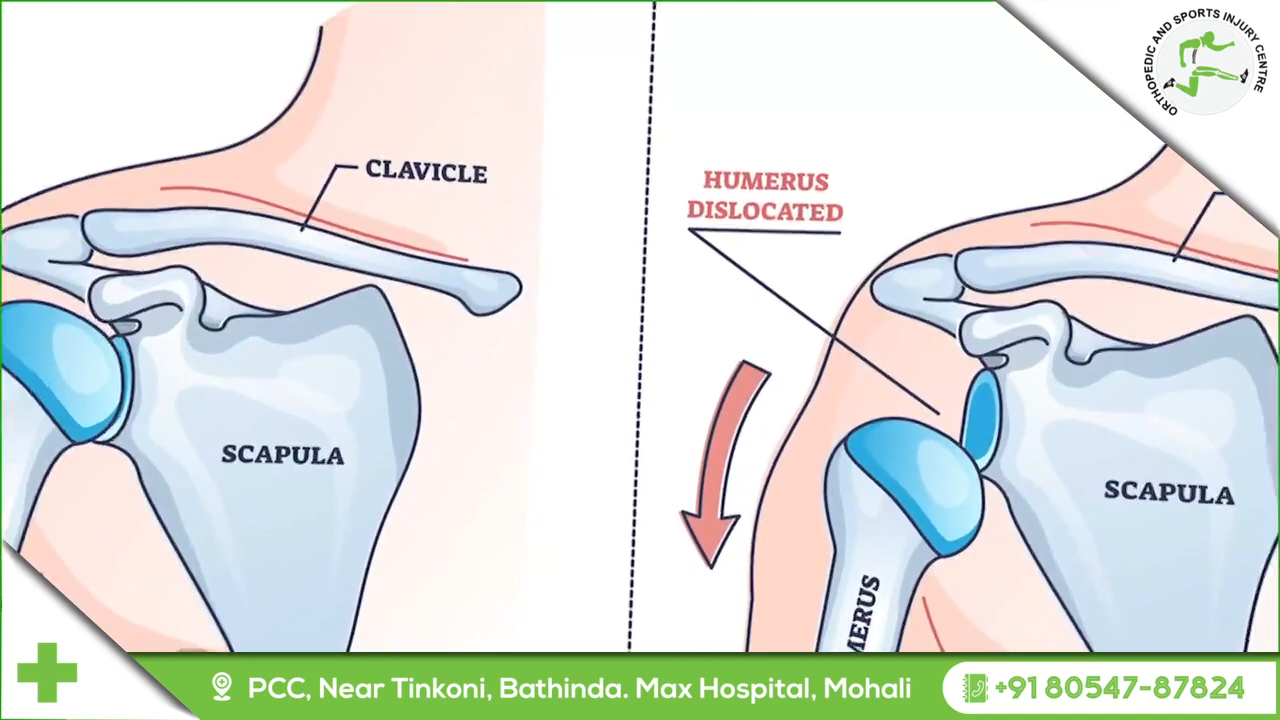 ORTHOPEDIC AND SPORTS INJURY CENTRE
CLAVICLE
HUMERUS
DISLOCATED
SCAPULA
SCAPULA
MERUS
PCC, Near Tinkoni, Bathinda. Max Hospital, Mohali
+91 80547-87824